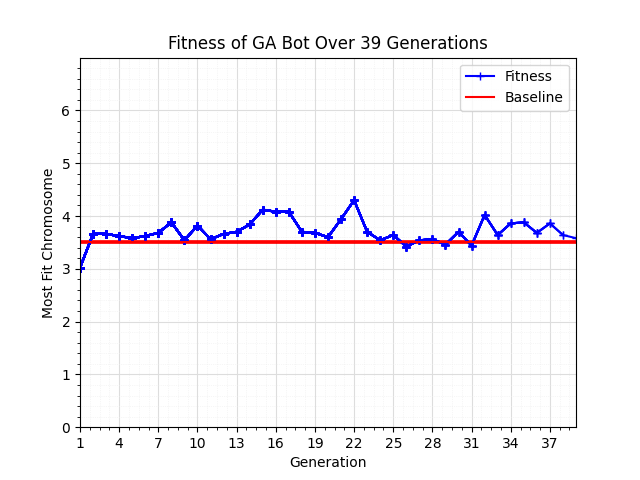 Fitness of GA Bot Over 39 Generations
Fitness
Baseline
Most Fit Chromosome
6
5
4
3
2
1
0
1 4 7 10 13 16 19 22 25 28 31 34 37
Generation